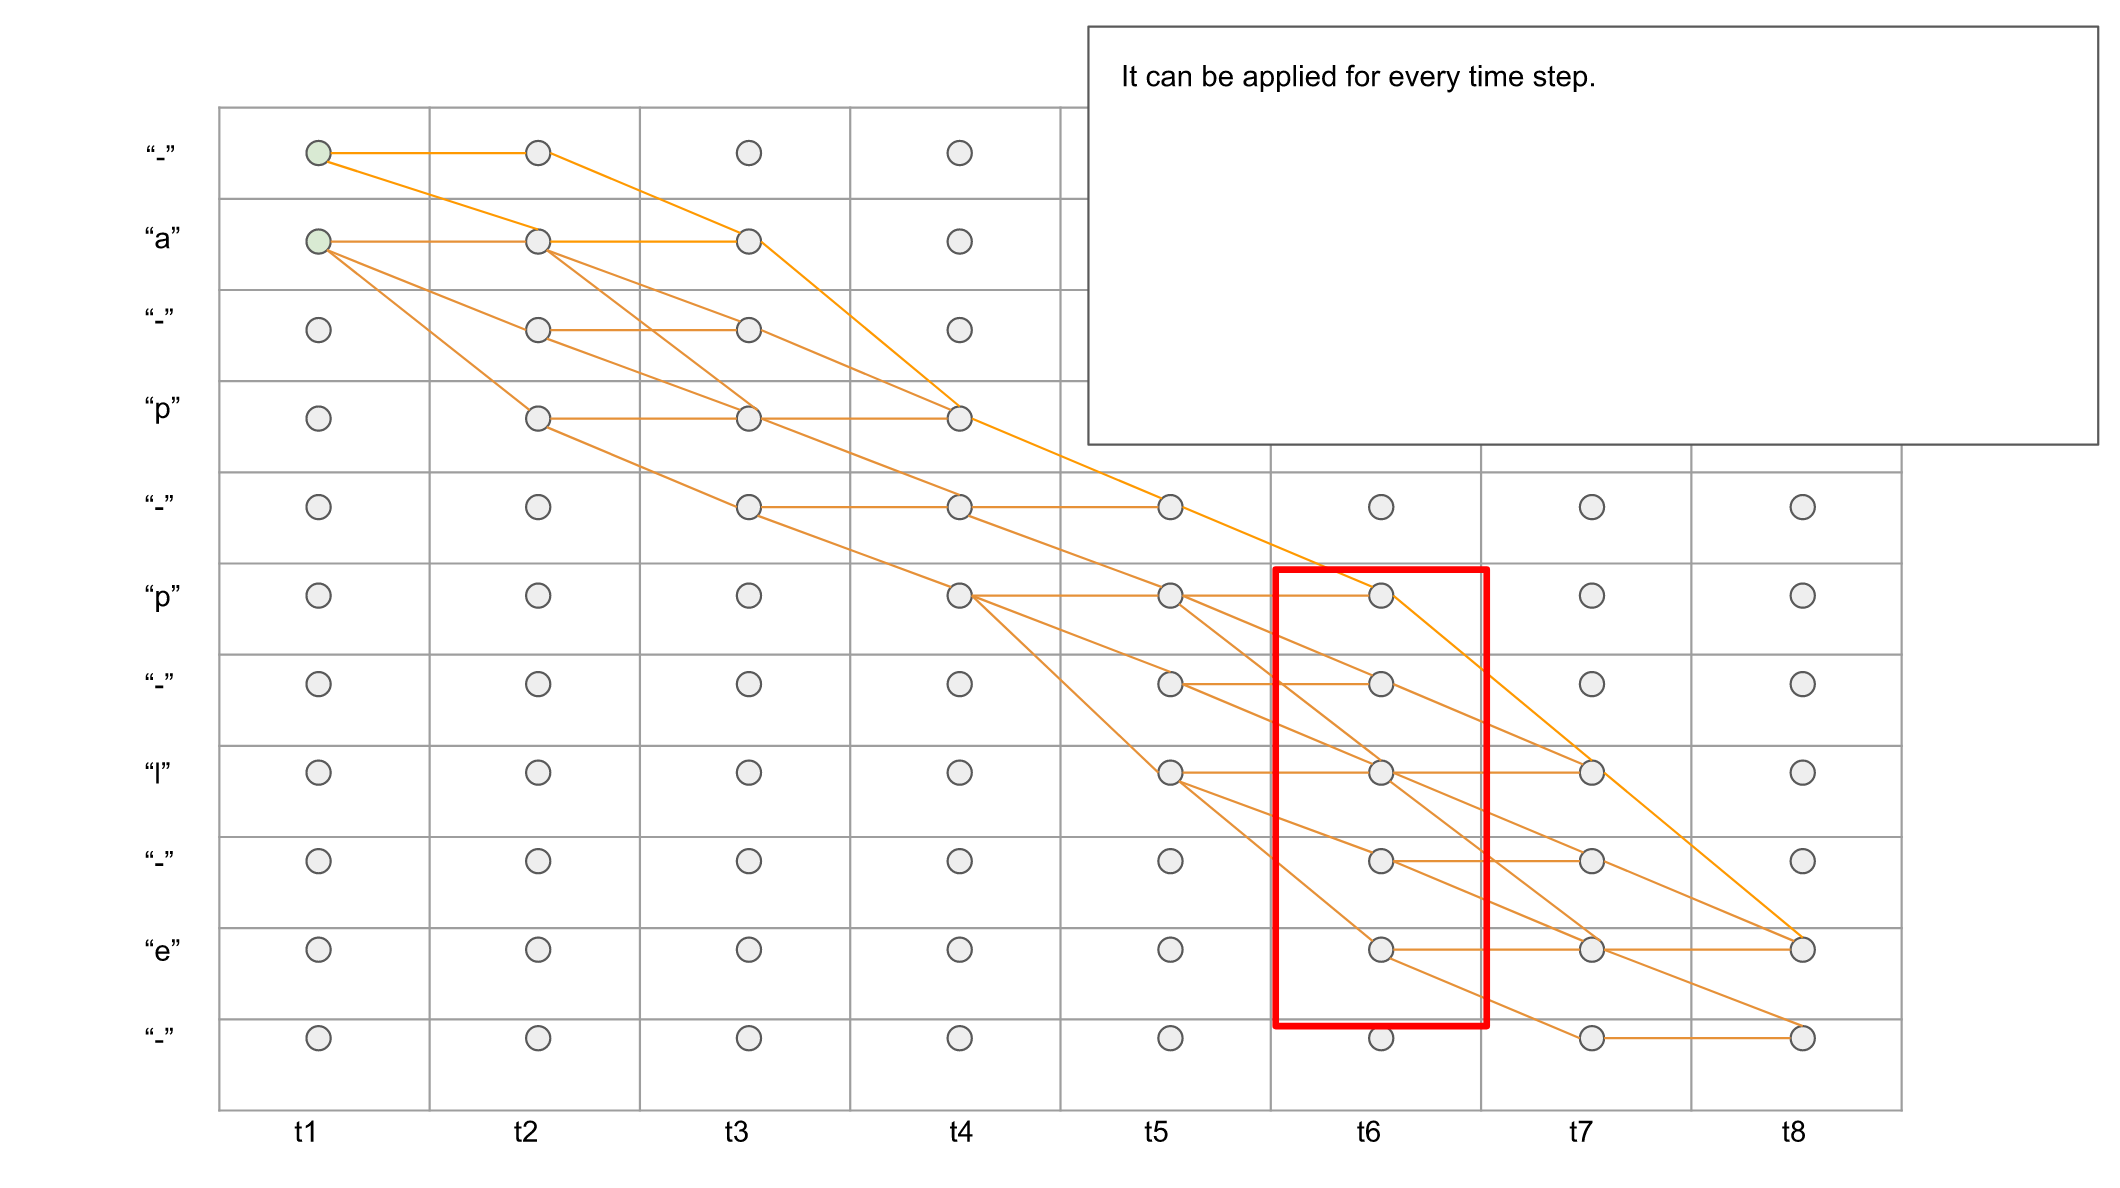 It can be applied for every time step.
“-”
“a”
“-”
“p”
“-”
“p”
“-”
“l”
“-”
“e”
“-”
t1 t2 t3 t4 t5 t6 t7 t8